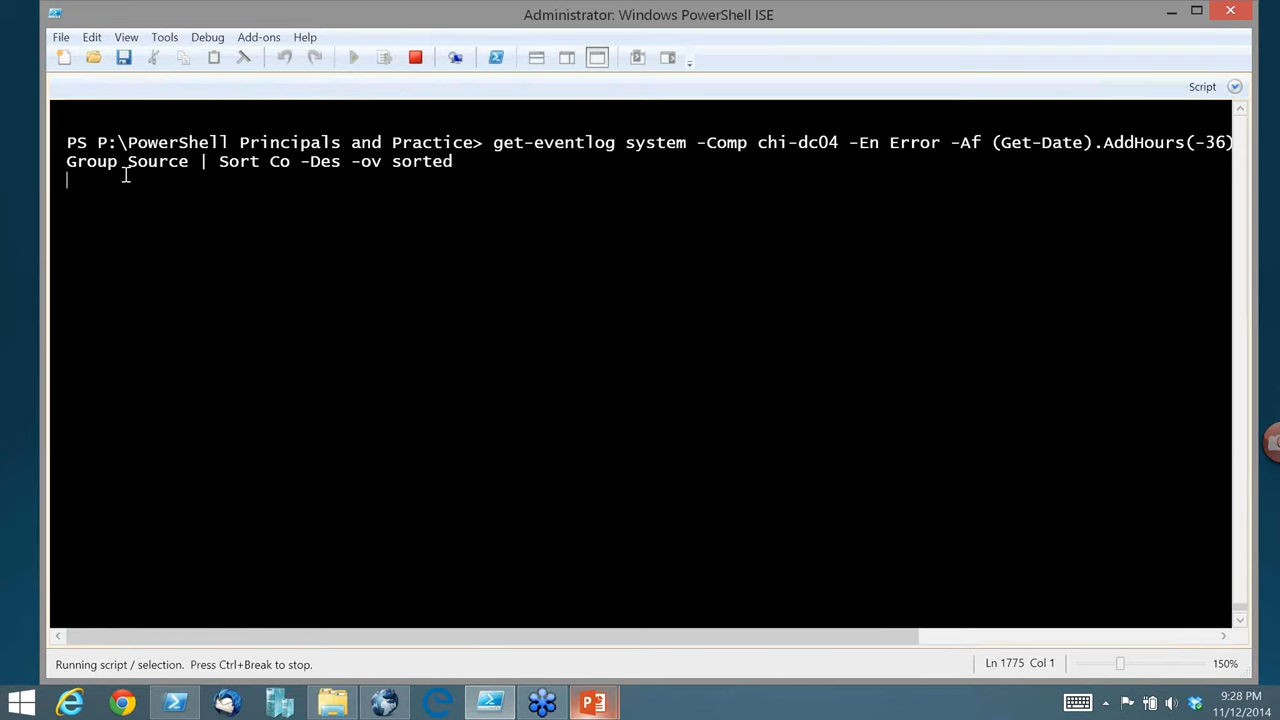 Administrator: Windows PowerShell ISE
File Edit View Tools Debug Add-ons Help
Script
PS P:\PowerShell Principals and Practice> get-eventlog system -Comp chi-dc04 -En Error -Af (Get-Date).AddHours(-36)
Group Source | Sort Co -Des -ov sorted
Running script / selection. Press Ctrl+Break to stop.
Ln 1775 Col 1
150%
9:28 PM
11/12/2014